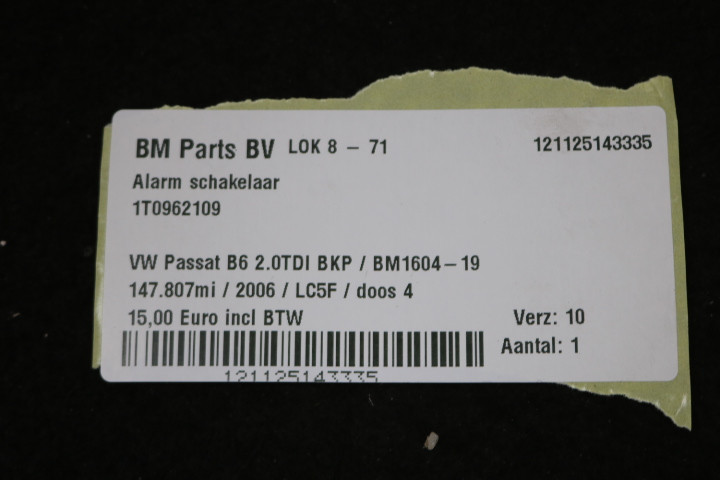 BM Parts BV LOK 8 - 71 121125143335
Alarm schakelaar
1T0962109
VW Passat B6 2.0TDI BKP / BM1604-19
147.807mi / 2006 / LC5F / doos 4
15,00 Euro incl BTW Verz: 10
Aantal: 1
121125143335